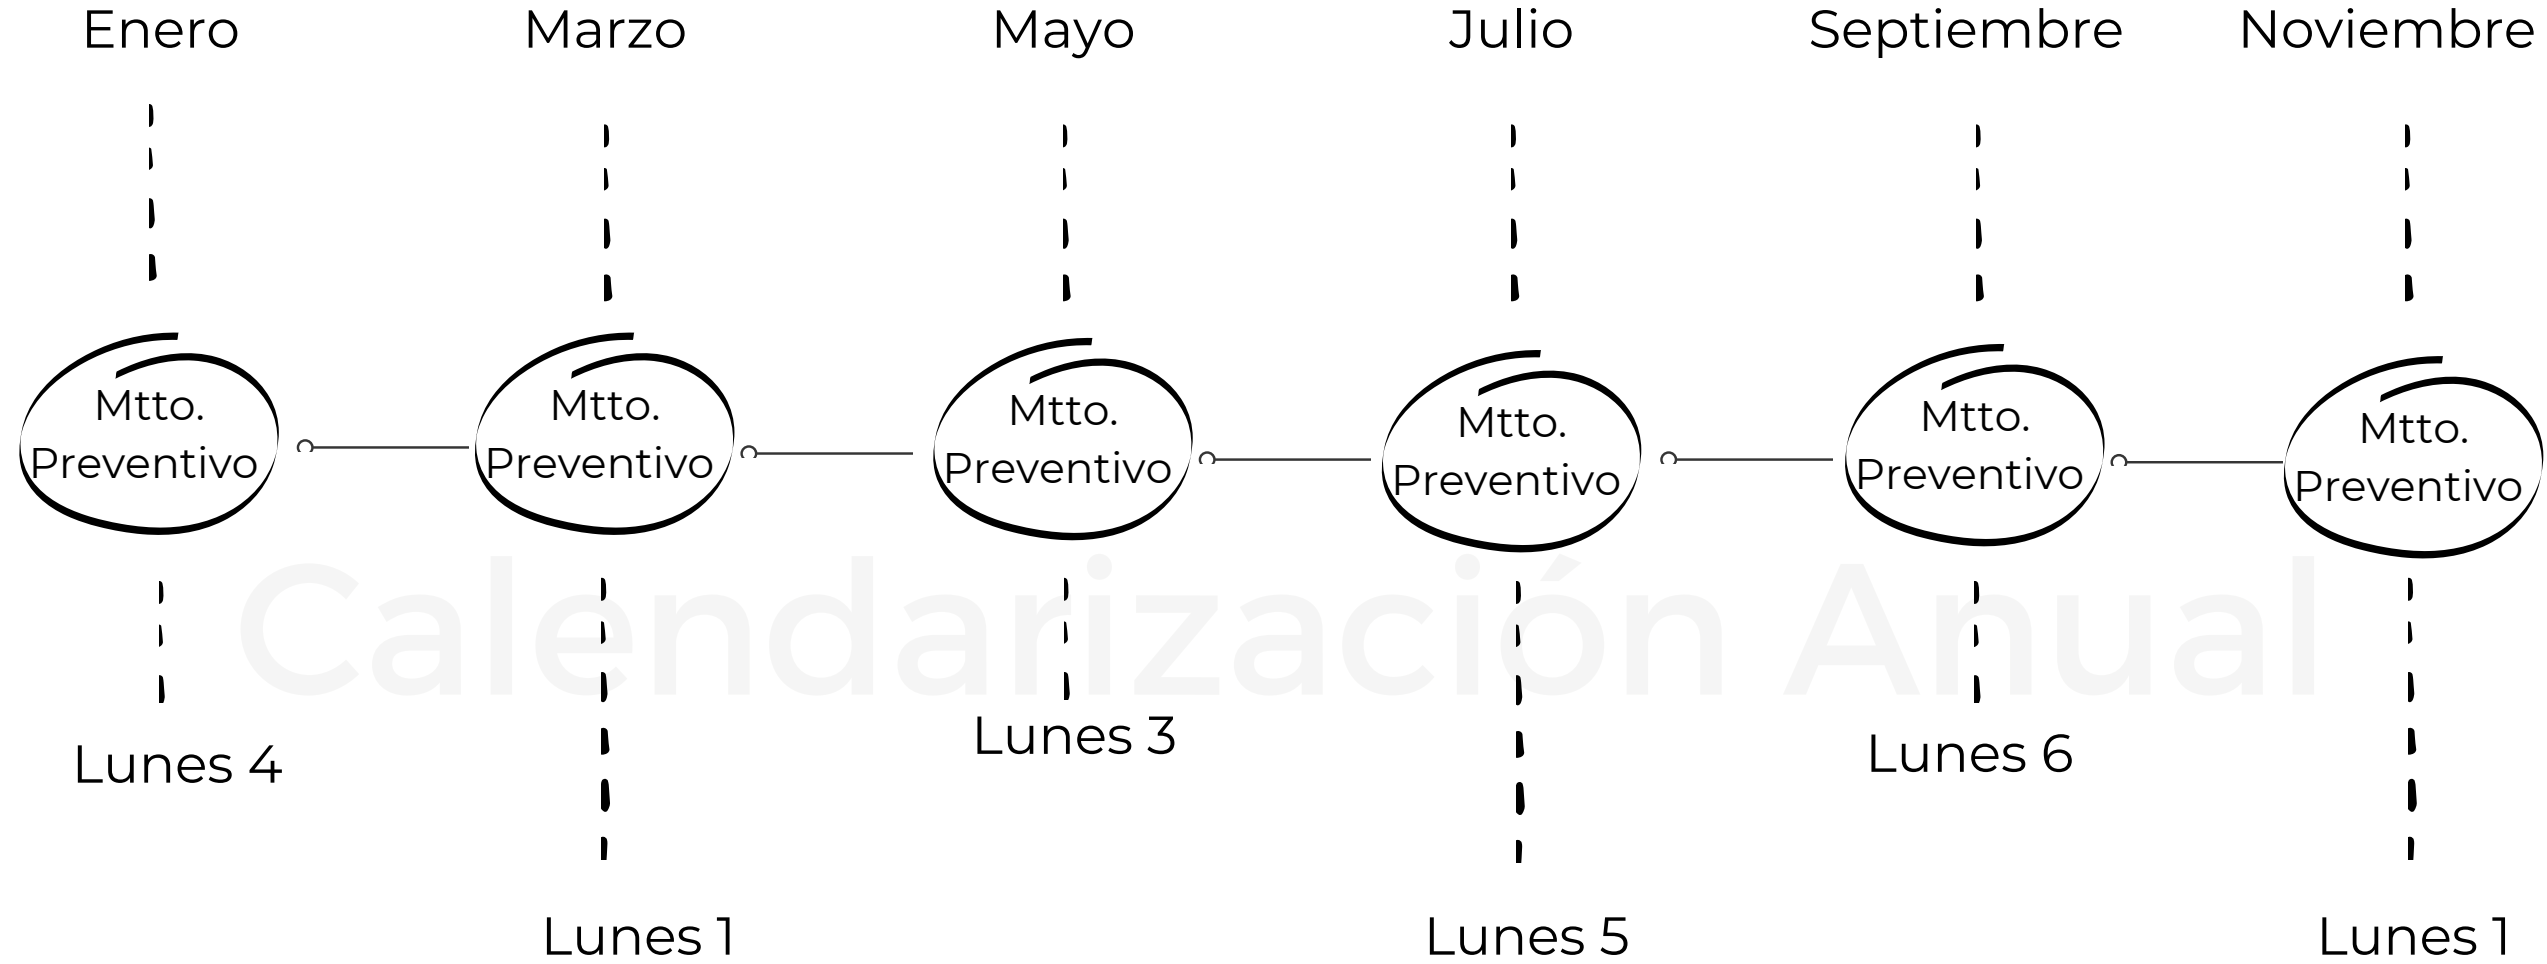 Enero
Marzo
Mayo
Julio
Septiembre
Noviembre
Mtto.
Preventivo
Mtto.
Preventivo
Mtto.
Preventivo
Mtto.
Preventivo
Mtto.
Preventivo
Mtto.
Preventivo
Calendarización Anual
Lunes 4
Lunes 1
Lunes 3
Lunes 5
Lunes 6
Lunes 1